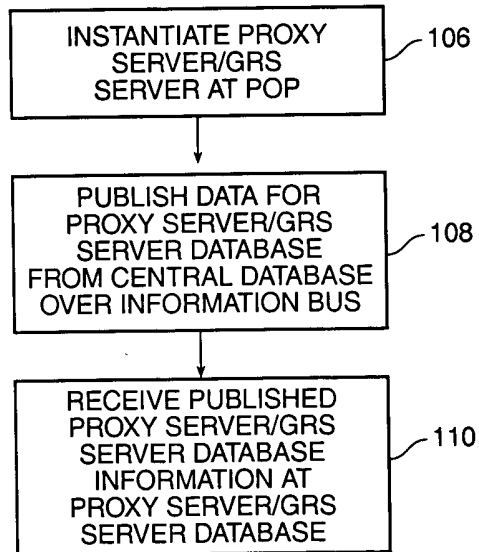 INSTANTIATE PROXY
SERVER/GRS
SERVER AT POP
106
PUBLISH DATA FOR
PROXY SERVER/GRS
SERVER DATABASE
FROM CENTRAL DATABASE
OVER INFORMATION BUS
108
RECEIVE PUBLISHED
PROXY SERVER/GRS
SERVER DATABASE
INFORMATION AT
PROXY SERVER/GRS
SERVER DATABASE
110